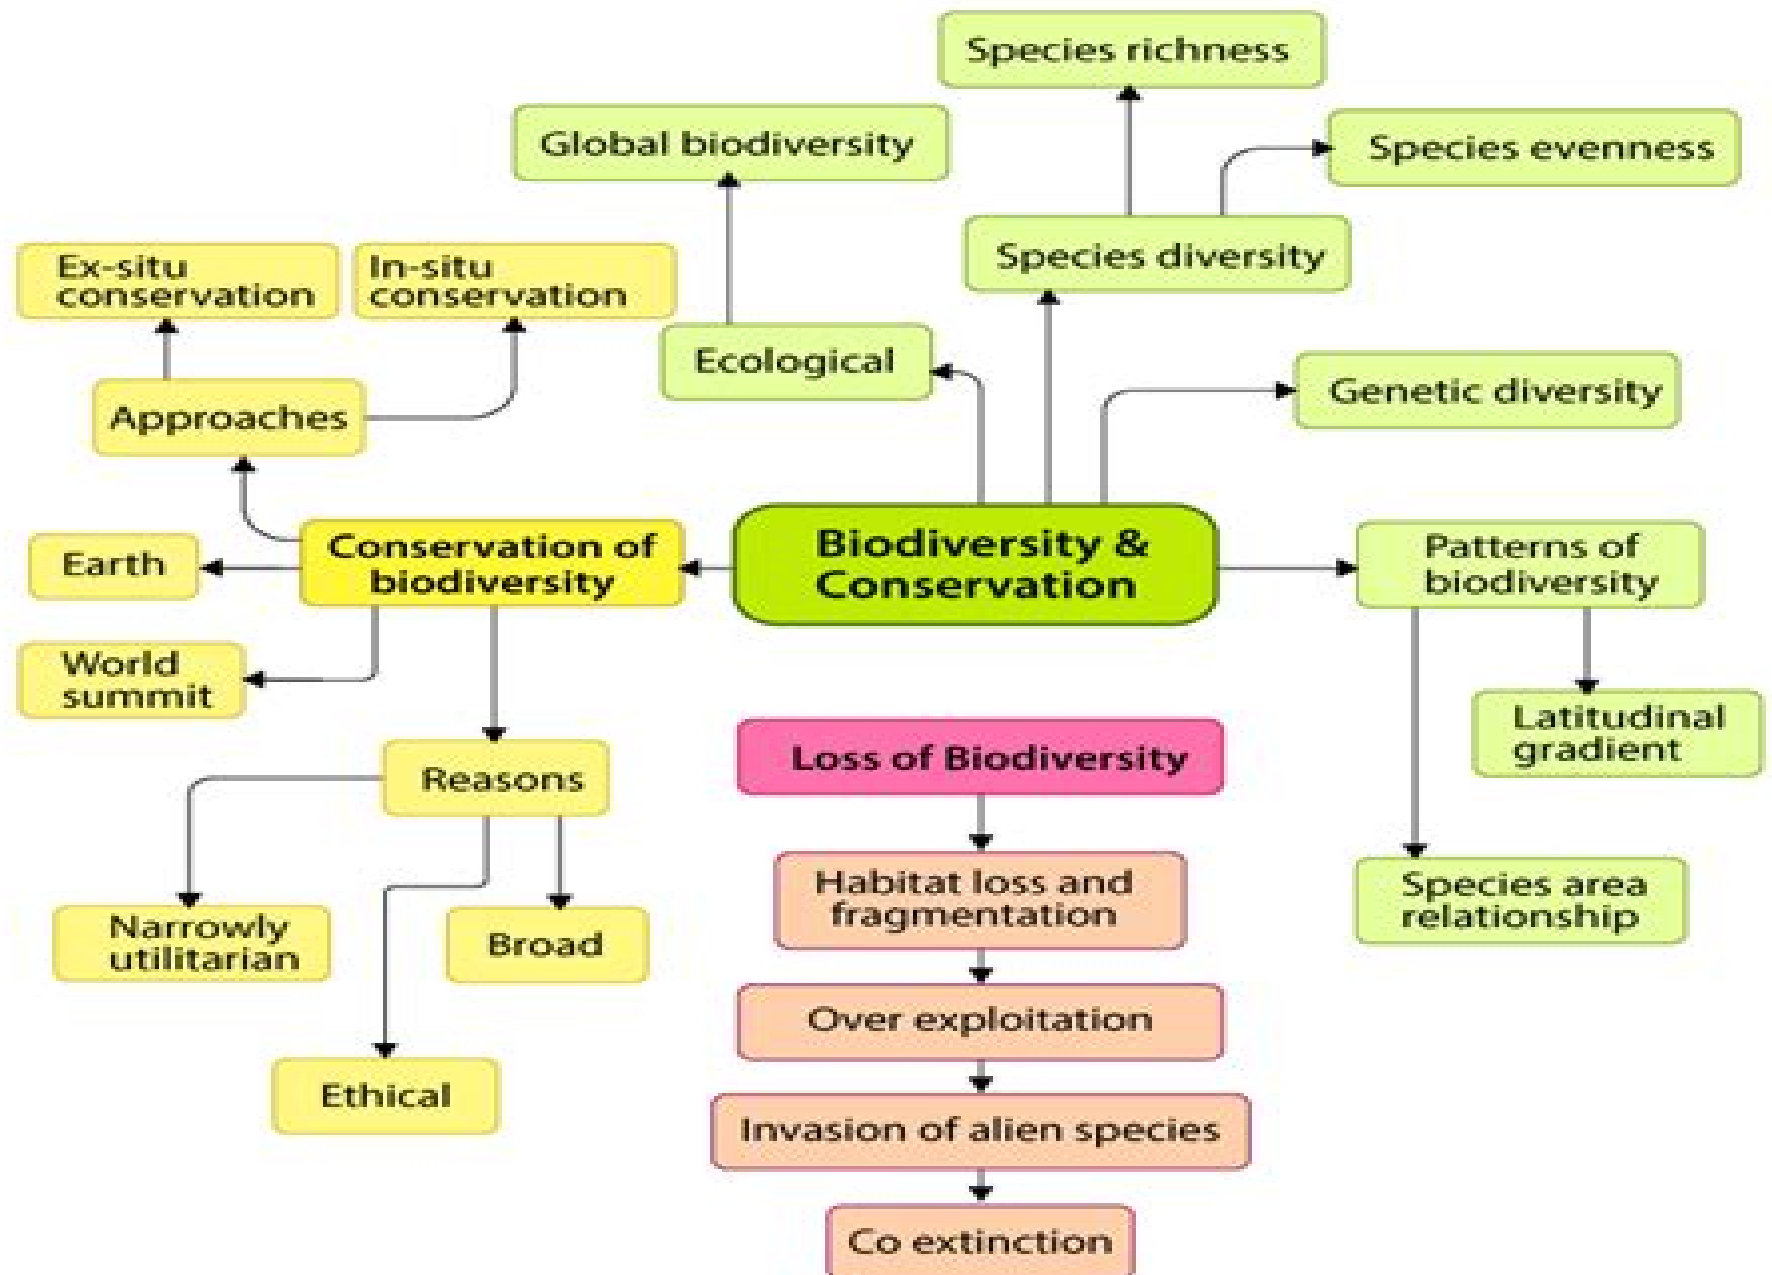 Species richness
Global biodiversity
Species evenness
Species diversity
Ex-situ
conservation
In-situ
conservation
Ecological
Genetic diversity
Approaches
Biodiversity &
Conservation
Conservation of
biodiversity
Earth
Patterns of
biodiversity
World
summit
Latitudinal
gradient
Loss of Biodiversity
Reasons
Habitat loss and
fragmentation
Species area
relationship
Narrowly
utilitarian
Broad
Over exploitation
Ethical
Invasion of alien species
Co extinction